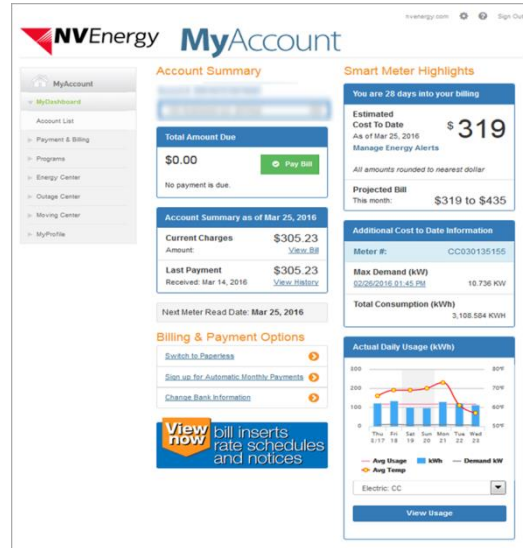 nvenergy.com Sign Out
NVEnergy MyAccount
MyAccount
MyDashboard
Account List
Payment & Billing
Programs
Energy Center
Outage Center
Moving Center
MyProfile
Account Summary
Total Amount Due
$0.00
Pay Bill
No payment is due.
Account Summary as of Mar 25, 2016
Current Charges $305.23
Amount: View Bill
Last Payment $305.23
Received: Mar 14, 2016 View History
Next Meter Read Date: Mar 25, 2016
Billing & Payment Options
Switch to Paperless
Sign up for Automatic Monthly Payments
Change Bank Information
View now bill inserts
rate schedules
and notices
Smart Meter Highlights
You are 28 days into your billing
Estimated
Cost To Date
As of Mar 25, 2016
$319
Manage Energy Alerts
All amounts rounded to nearest dollar
Projected Bill
This month: $319 to $435
Additional Cost to Date Information
Meter #: CC030135155
Max Demand (kW)
02/26/2016 01:45 PM 10.736 KW
Total Consumption (kWh)
3,108.584 KWH
Actual Daily Usage (kWh)
300 80°F
200 70°F
100 60°F
0 50°F
Thu Fri Sat Sun Mon Tue Wed
3/17 18 19 20 21 22 23
Avg Usage kWh Demand kW
Avg Temp
Electric: CC
View Usage